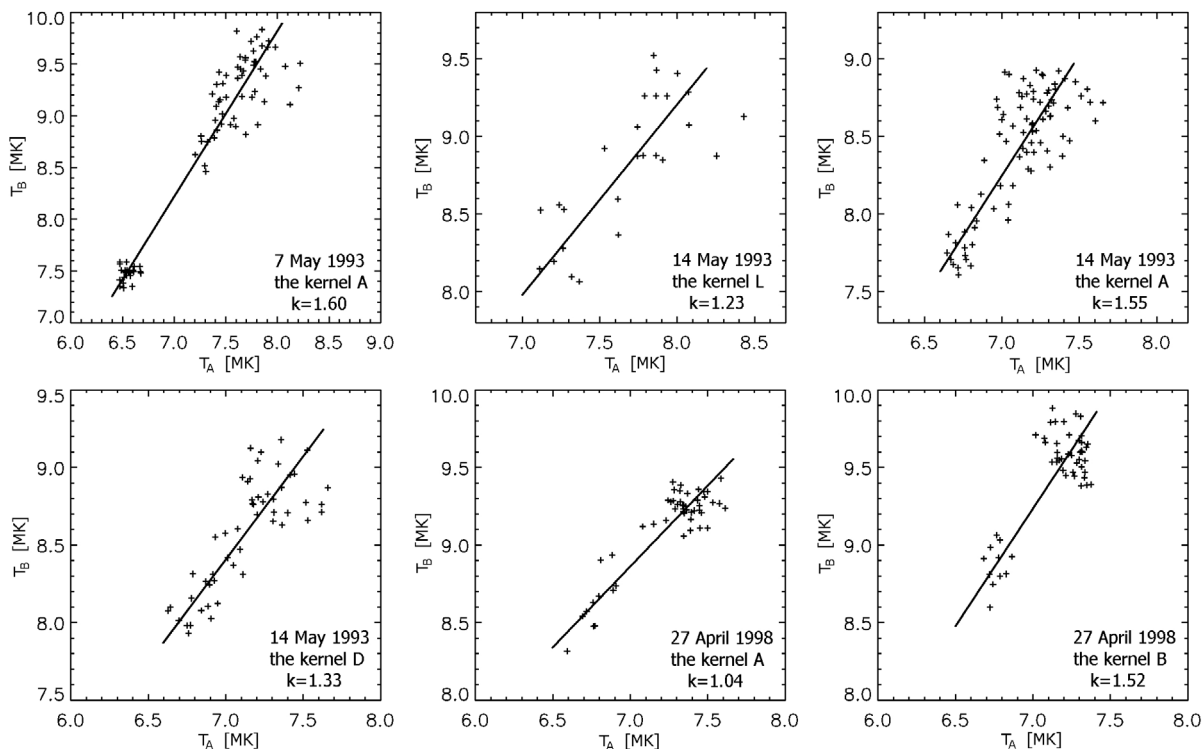 10.0
9.5
9.0
8.5
8.0
7.5
7.0
T_B [MK]
7 May 1993
the kernel A
k=1.60
6.0 6.5 7.0 7.5 8.0 8.5 9.0
T_A [MK]
9.5
9.0
8.5
8.0
T_B [MK]
14 May 1993
the kernel L
k=1.23
7.0 7.5 8.0 8.5
T_A [MK]
9.0
8.5
8.0
7.5
T_B [MK]
14 May 1993
the kernel A
k=1.55
6.5 7.0 7.5 8.0
T_A [MK]
9.5
9.0
8.5
8.0
7.5
T_B [MK]
14 May 1993
the kernel D
k=1.33
6.0 6.5 7.0 7.5 8.0
T_A [MK]
10.0
9.5
9.0
8.5
8.0
T_B [MK]
27 April 1998
the kernel A
k=1.04
6.0 6.5 7.0 7.5 8.0
T_A [MK]
10.0
9.5
9.0
8.5
8.0
T_B [MK]
27 April 1998
the kernel B
k=1.52
6.0 6.5 7.0 7.5 8.0
T_A [MK]